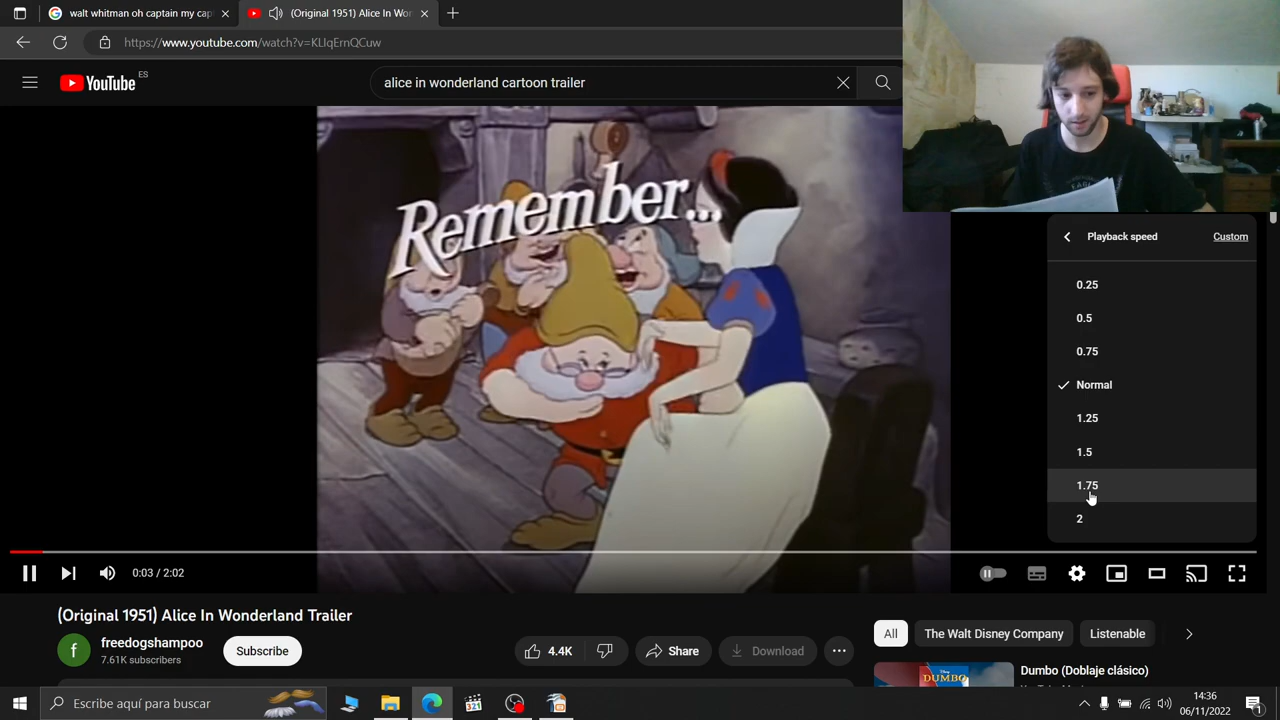 walt whitman oh captain my cap
(Original 1951) Alice In Wor
https://www.youtube.com/watch?v=KLIqErnQCuw
YouTube ES
alice in wonderland cartoon trailer
Remember...
Playback speed
Custom
0.25
0.5
0.75
Normal
1.25
1.5
1.75
2
0:03 / 2:02
(Original 1951) Alice In Wonderland Trailer
f
freedogshampoo
7.61K subscribers
Subscribe
4.4K
Share
Download
All
The Walt Disney Company
Listenable
DUMBO
Dumbo (Doblaje clásico)
Escribe aquí para buscar
321
14:36
06/11/2022
1